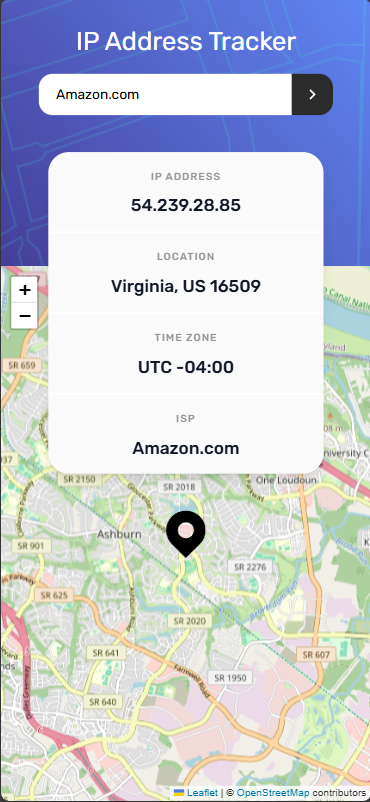 IP Address Tracker
Amazon.com
IP ADDRESS
54.239.28.85
LOCATION
Virginia, US 16509
TIME ZONE
UTC -04:00
ISP
Amazon.com
+
−
SR 659
SR 2150
SR 2018
One Loudoun
Ashburn
SR 901
SR 2276
SR 625
SR 2020
SR 641
SR 607
Farmwell Road
SR 1950
SR 640
Leaflet | © OpenStreetMap contributors